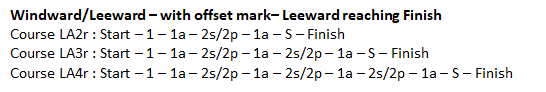 Windward/Leeward – with offset mark– Leeward reaching Finish
Course LA2r : Start – 1 – 1a – 2s/2p – 1a – S – Finish
Course LA3r : Start – 1 – 1a – 2s/2p – 1a – 2s/2p – 1a – S – Finish
Course LA4r : Start – 1 – 1a – 2s/2p – 1a – 2s/2p – 1a – 2s/2p – 1a – S – Finish